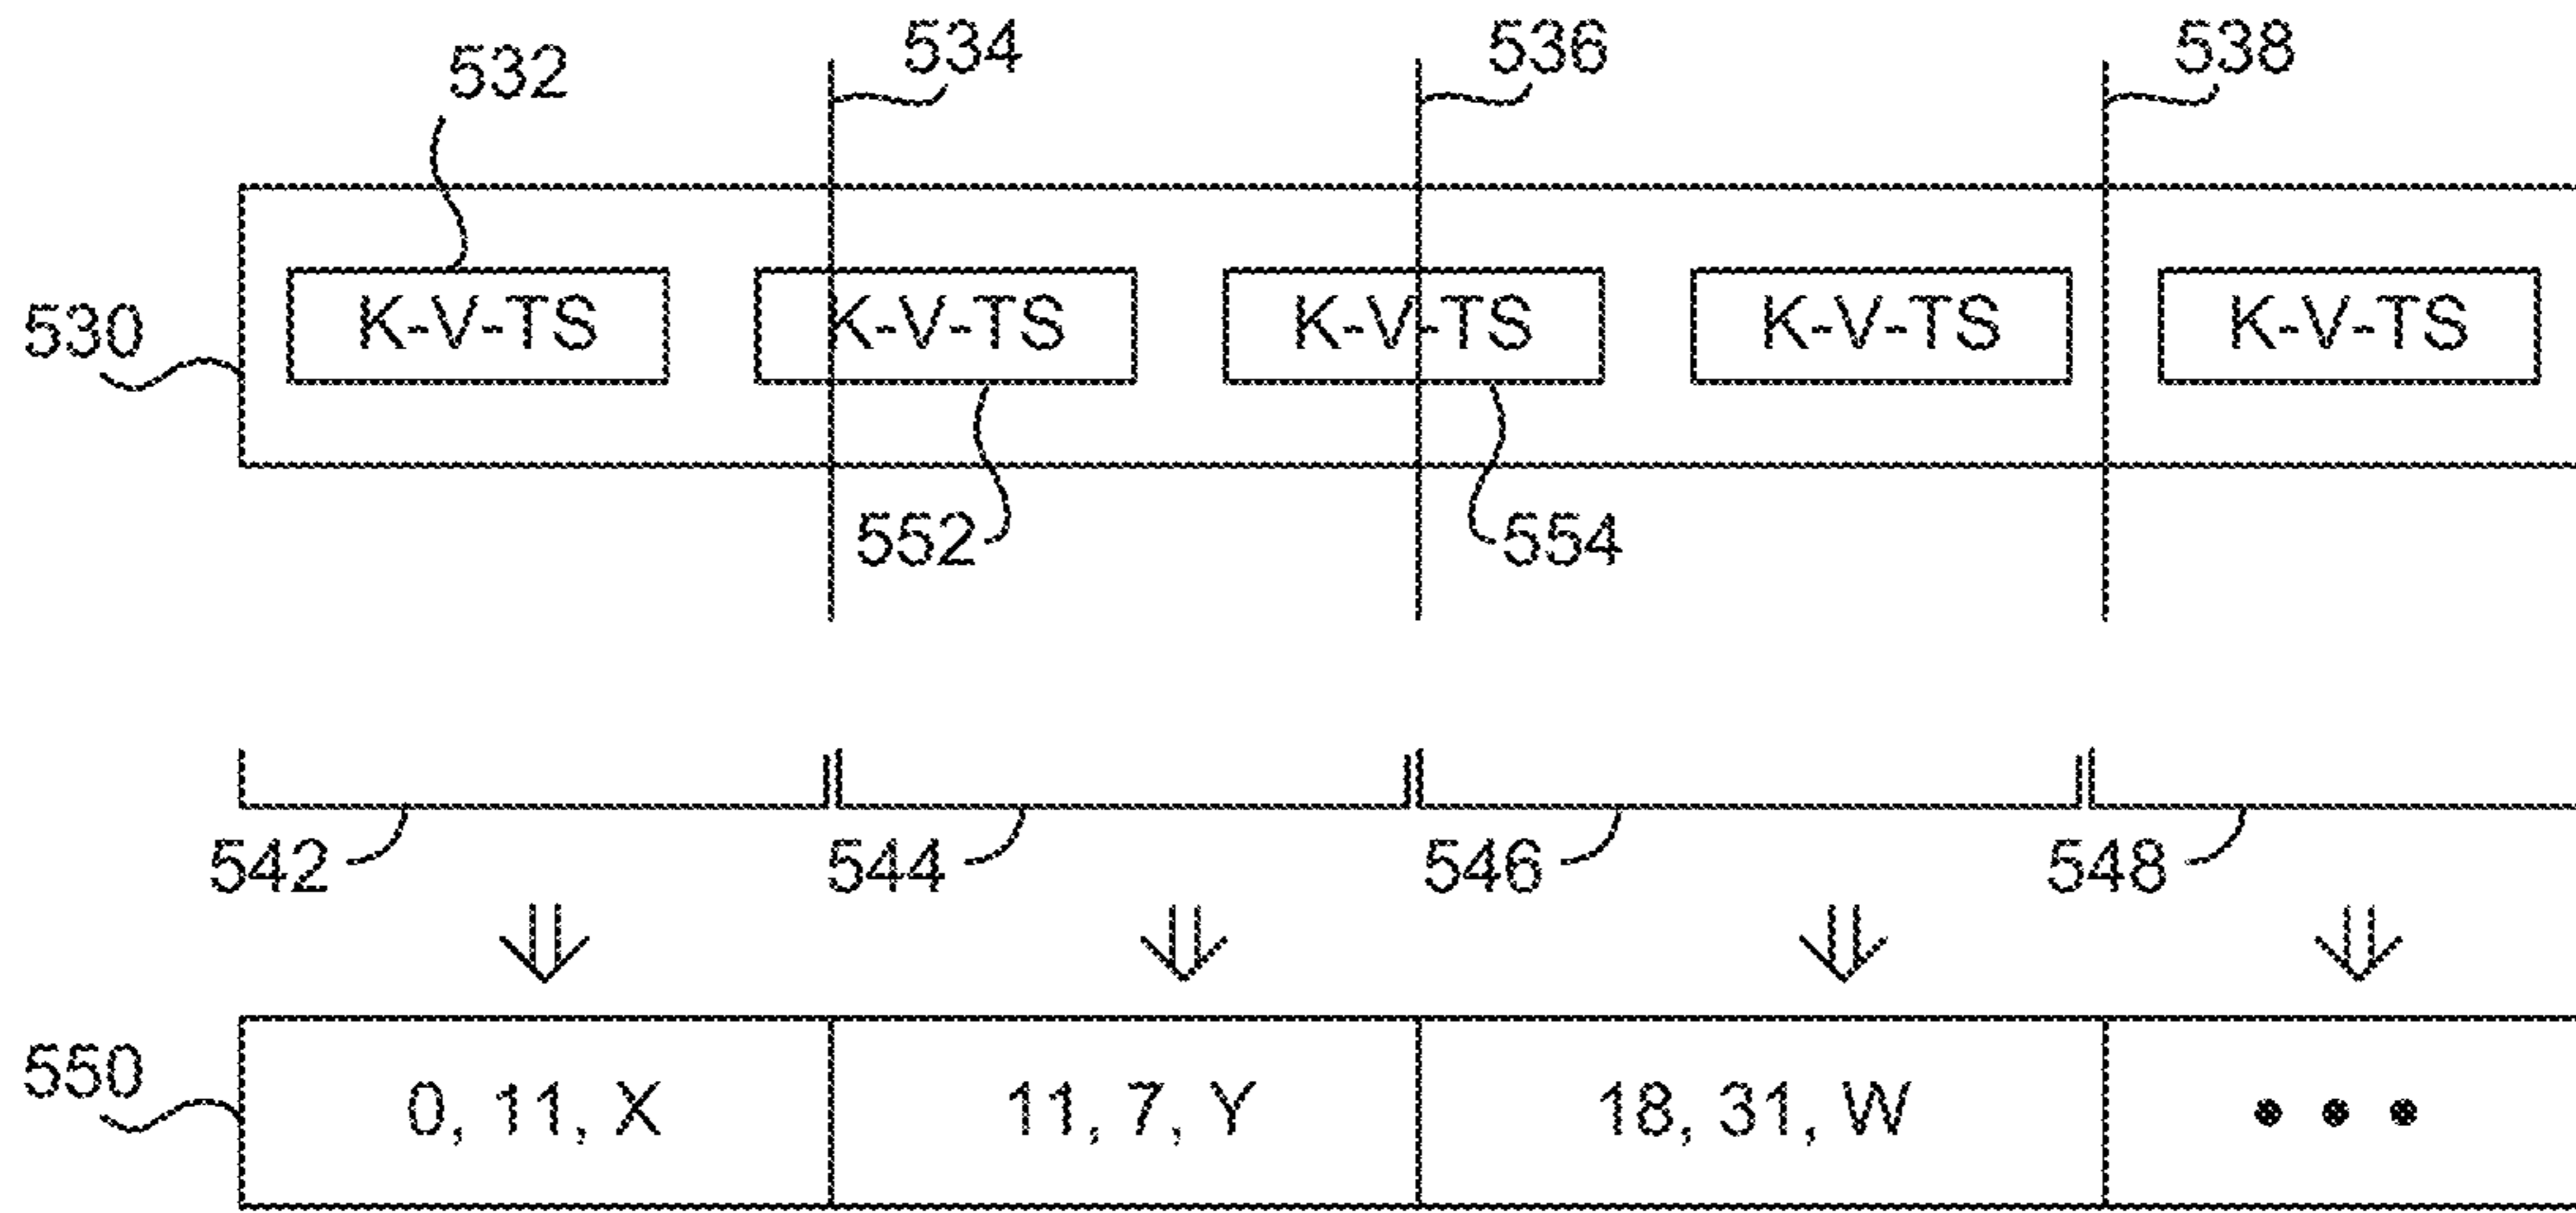 534 536 538
532
K-V-TS K-V-TS K-V-TS K-V-TS K-V-TS
530
552 554
542 544 546 548
550
0, 11, X 11, 7, Y 18, 31, W • • •